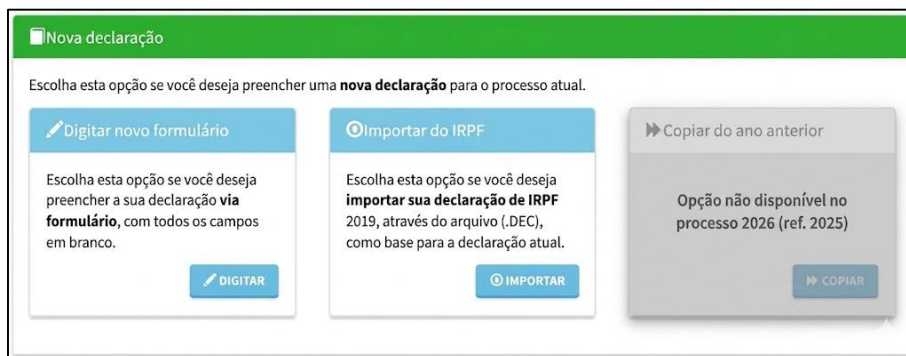 Nova declaração
Escolha esta opção se você deseja preencher uma nova declaração para o processo atual.
Digitar novo formulário
Escolha esta opção se você deseja
preencher a sua declaração via
formulário, com todos os campos
em branco.
DIGITAR
Importar do IRPF
Escolha esta opção se você deseja
importar sua declaração de IRPF
2019, através do arquivo (.DEC),
como base para a declaração atual.
IMPORTAR
Copiar do ano anterior
Opção não disponível no
processo 2026 (ref. 2025)
COPIAR